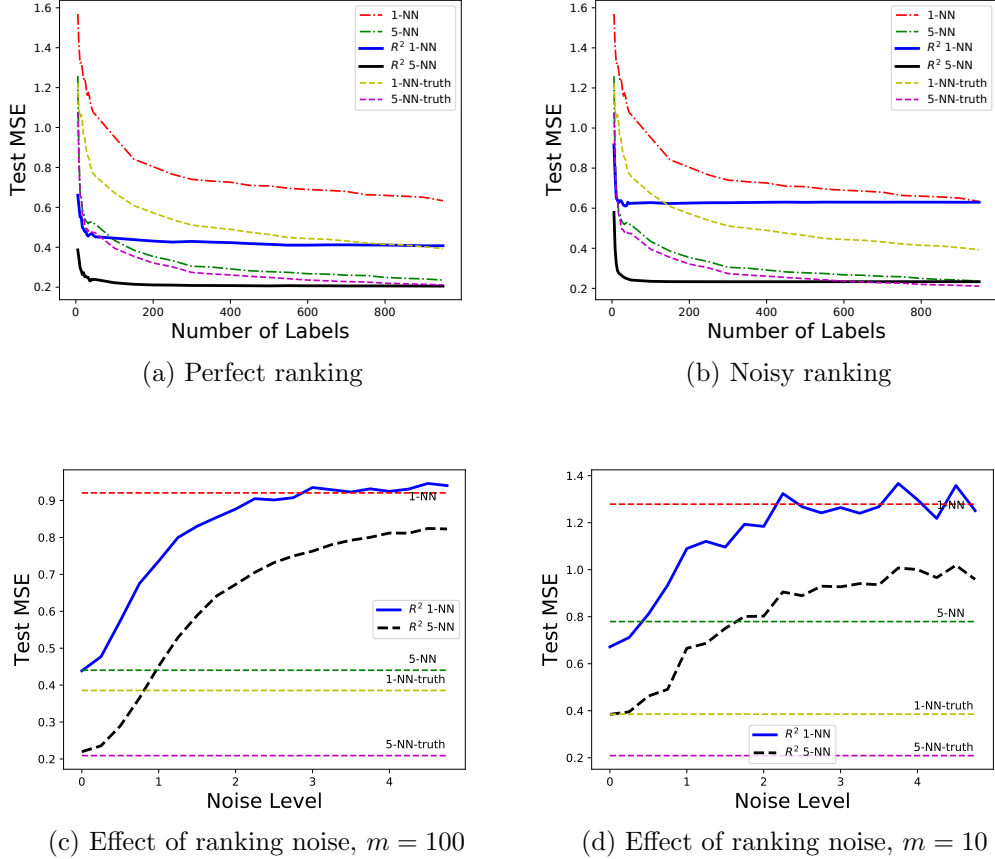 1.6
1.4
1.2
1.0
0.8
0.6
0.4
0.2
Test MSE
1-NN
5-NN
R² 1-NN
R² 5-NN
1-NN-truth
5-NN-truth
0 200 400 600 800
Number of Labels
(a) Perfect ranking
1.6
1.4
1.2
1.0
0.8
0.6
0.4
0.2
Test MSE
1-NN
5-NN
R² 1-NN
R² 5-NN
1-NN-truth
5-NN-truth
0 200 400 600 800
Number of Labels
(b) Noisy ranking
0.9
0.8
0.7
0.6
0.5
0.4
0.3
0.2
Test MSE
1-NN
R² 1-NN
R² 5-NN
5-NN
1-NN-truth
5-NN-truth
0 1 2 3 4
Noise Level
(c) Effect of ranking noise, m = 100
1.4
1.2
1.0
0.8
0.6
0.4
0.2
Test MSE
1-NN
5-NN
1-NN-truth
R² 1-NN
R² 5-NN
5-NN-truth
0 1 2 3 4
Noise Level
(d) Effect of ranking noise, m = 10